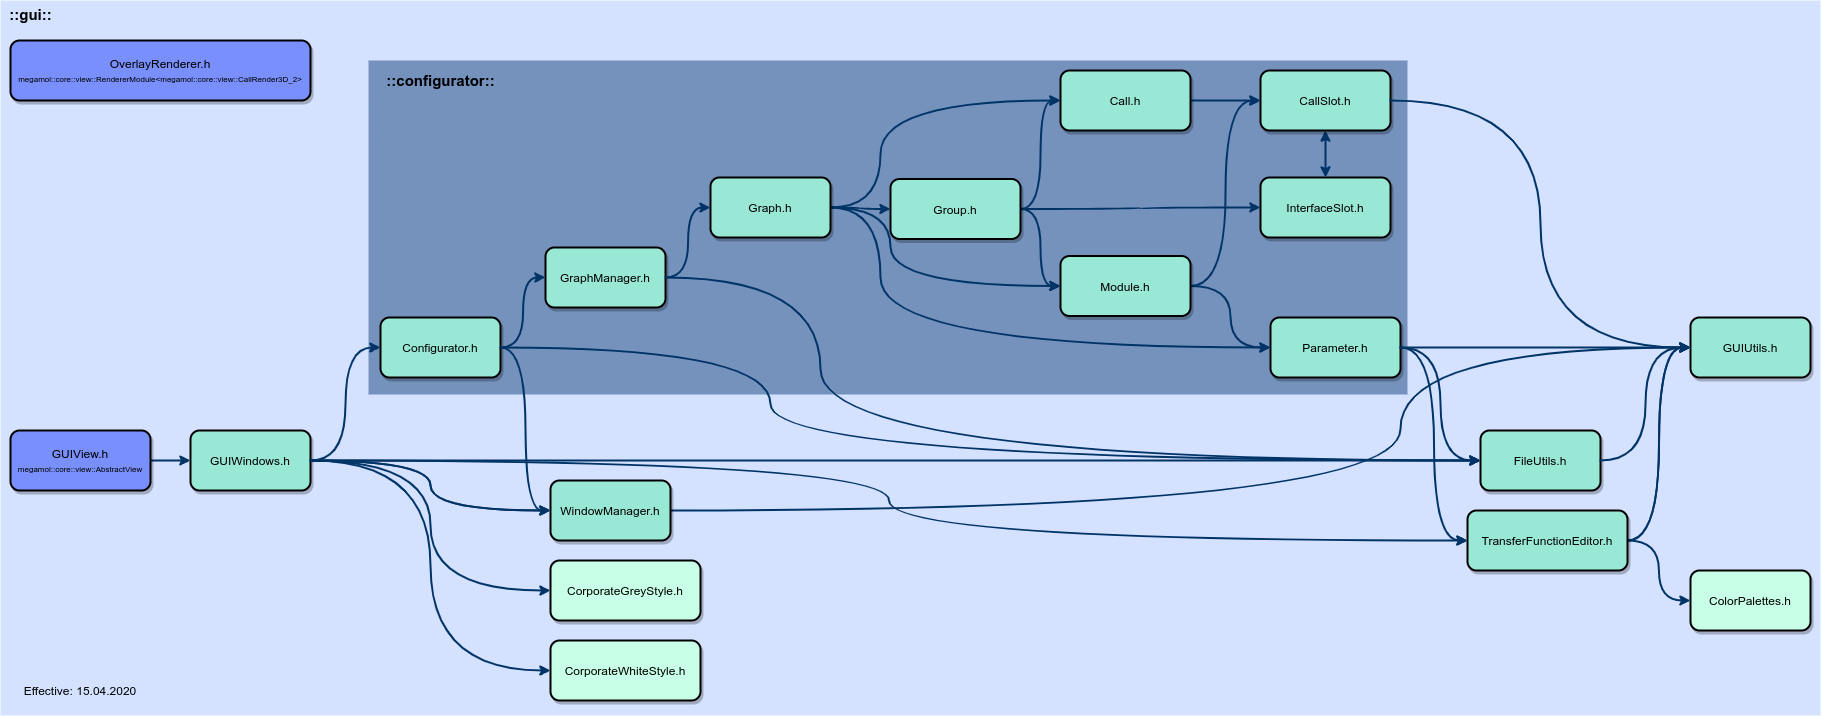 ::gui::
OverlayRenderer.h
megamol::core::view::RendererModule<megamol::core::view::CallRender3D_2>
::configurator::
Call.h
CallSlot.h
Graph.h
Group.h
InterfaceSlot.h
GraphManager.h
Module.h
Configurator.h
Parameter.h
GUIUtils.h
GUIView.h
megamol::core::view::AbstractView
GUIWindows.h
FileUtils.h
WindowManager.h
TransferFunctionEditor.h
CorporateGreyStyle.h
ColorPalettes.h
CorporateWhiteStyle.h
Effective: 15.04.2020